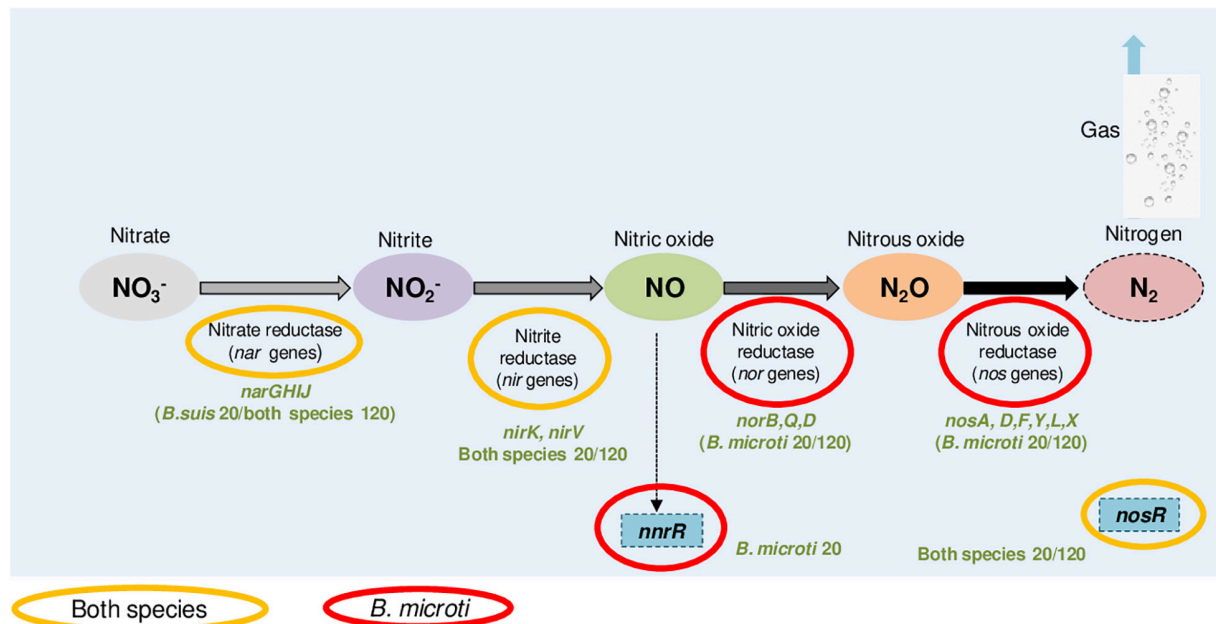 Gas
Nitrate
Nitrite
Nitric oxide
Nitrous oxide
Nitrogen
NO₃⁻
NO₂⁻
NO
N₂O
N₂
Nitrate reductase
(nar genes)
narGHIJ
(B.suis 20/both species 120)
Nitrite
reductase
(nir genes)
nirK, nirV
Both species 20/120
Nitric oxide
reductase
(nor genes)
norB,Q,D
(B. microti 20/120)
Nitrous oxide
reductase
(nos genes)
nosA, D,F,Y,L,X
(B. microti 20/120)
nnrR
B. microti 20
nosR
Both species 20/120
Both species
B. microti